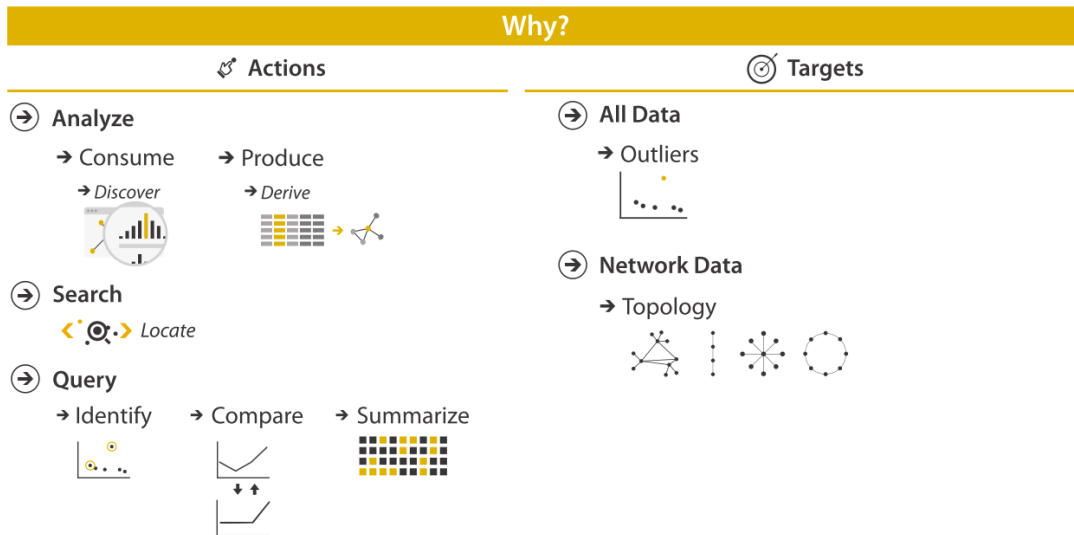 Why?
Actions
Analyze
Consume
Produce
Discover
Derive
Search
Locate
Query
Identify
Compare
Summarize
Targets
All Data
Outliers
Network Data
Topology